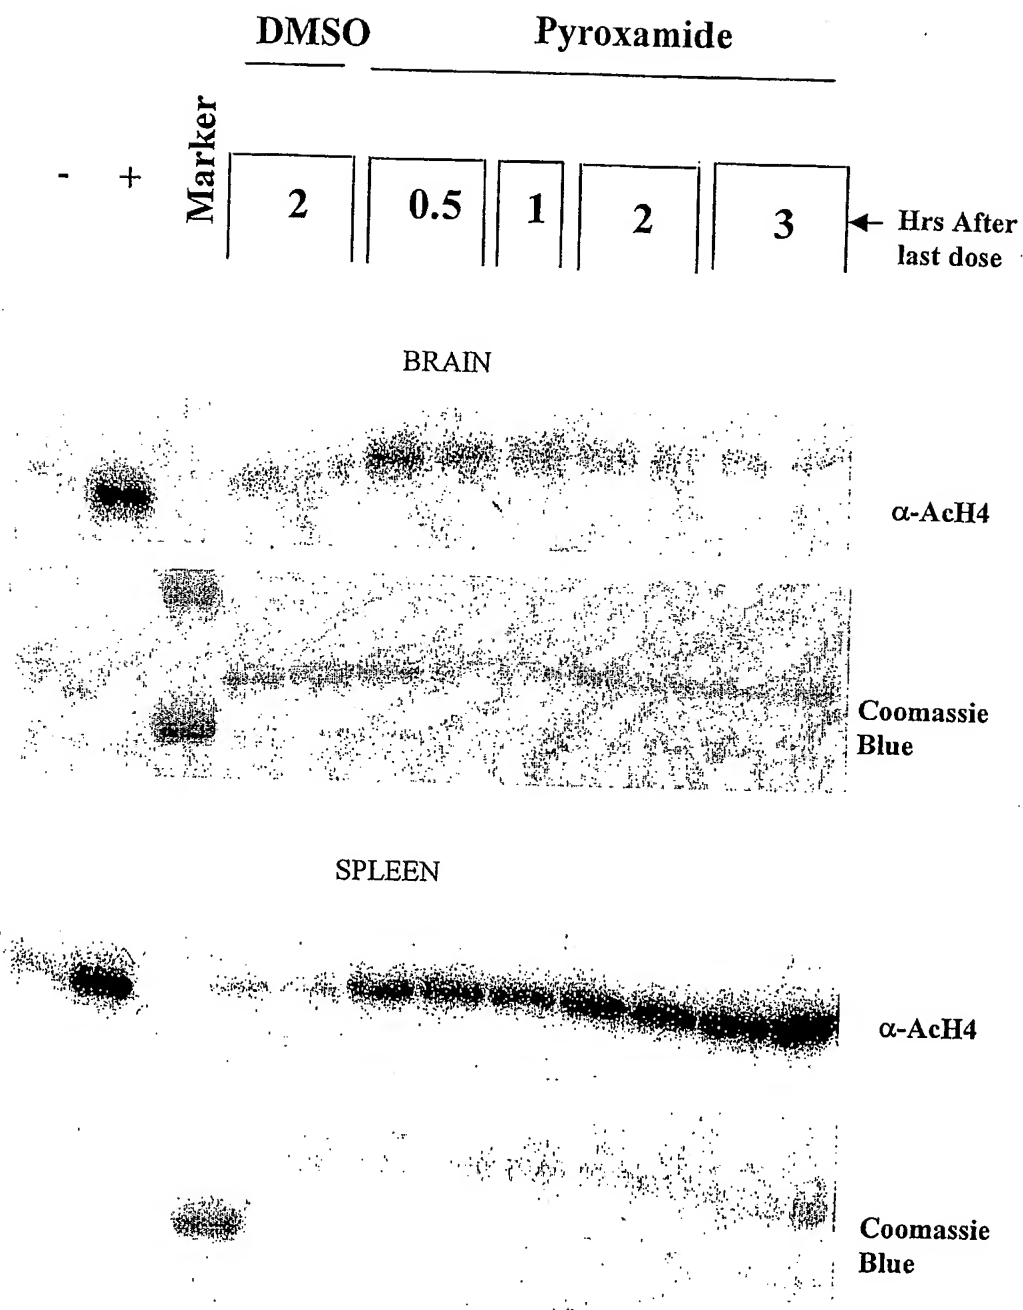 DMSO
Pyroxamide
- +
Marker
2
0.5
1
2
3
Hrs After
last dose
BRAIN
α-AcH4
Coomassie
Blue
SPLEEN
α-AcH4
Coomassie
Blue